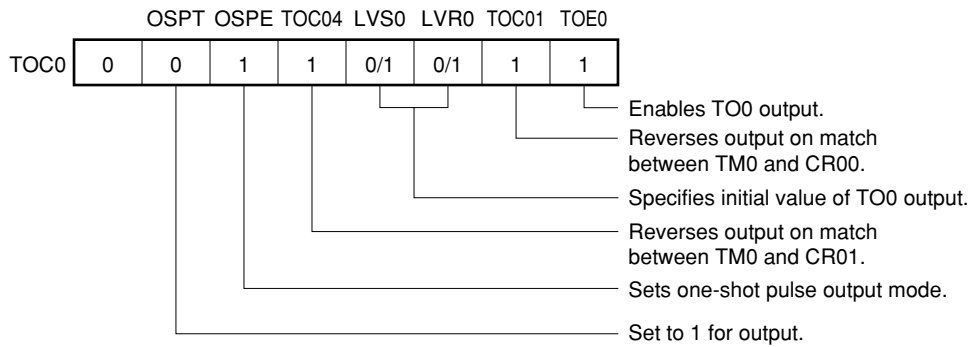 OSPT OSPE TOC04 LVS0 LVR0 TOC01 TOE0
TOC0 0 0 1 1 0/1 0/1 1 1
Enables TO0 output.
Reverses output on match
between TM0 and CR00.
Specifies initial value of TO0 output.
Reverses output on match
between TM0 and CR01.
Sets one-shot pulse output mode.
Set to 1 for output.